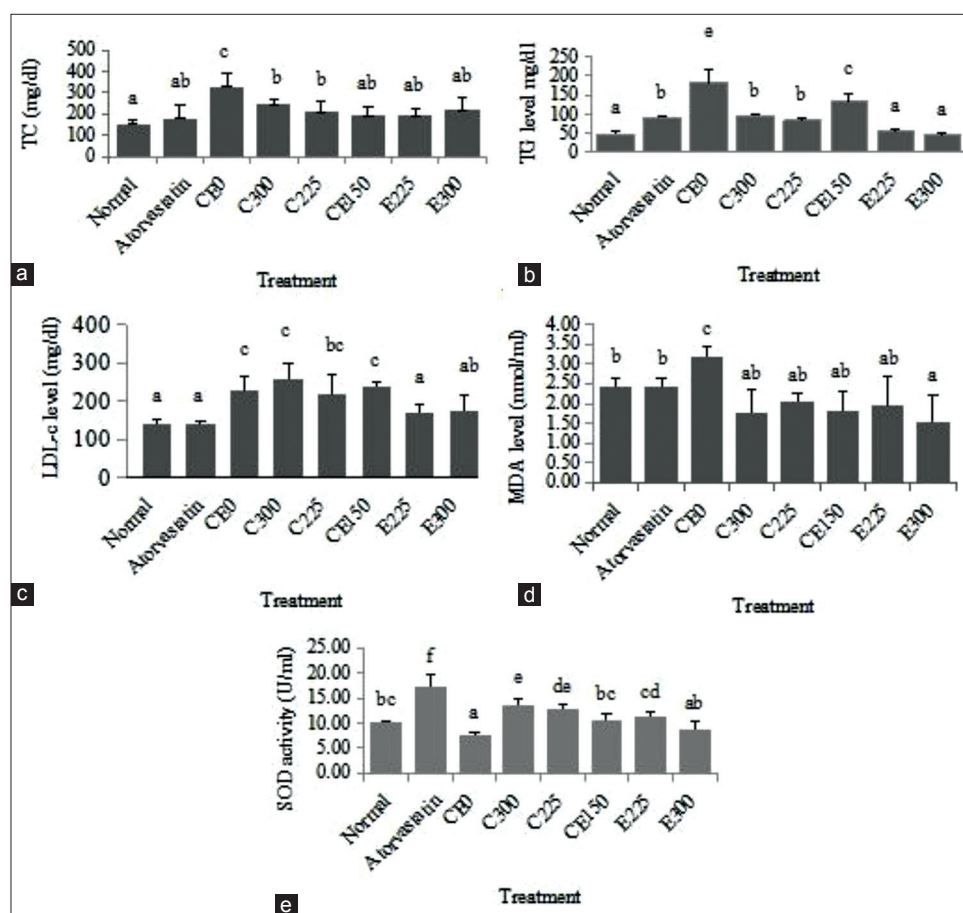 TC (mg/dl)
500
400
300
200
100
0
a ab c b b ab ab ab
Normal Atorvastatin CE0 C300 C225 CE150 E225 E300
Treatment
a
TG level mg/dl
250
200
150
100
50
0
a b e b b c a a
Normal Atorvastatin CE0 C300 C225 CE150 E225 E300
Treatment
b
LDL-c level (mg/dl)
400
300
200
100
0
a a c c bc c a ab
Normal Atorvastatin CE0 C300 C225 CE150 E225 E300
Treatment
c
MDA level (nmol/ml)
4.00
3.50
3.00
2.50
2.00
1.50
1.00
0.50
0.00
b b c ab ab ab ab a
Normal Atorvastatin CE0 C300 C225 CE150 E225 E300
Treatment
d
SOD activity (U/ml)
25.00
20.00
15.00
10.00
5.00
0.00
bc f a e de bc cd ab
Normal Atorvastatin CE0 C300 C225 CE150 E225 E300
Treatment
e